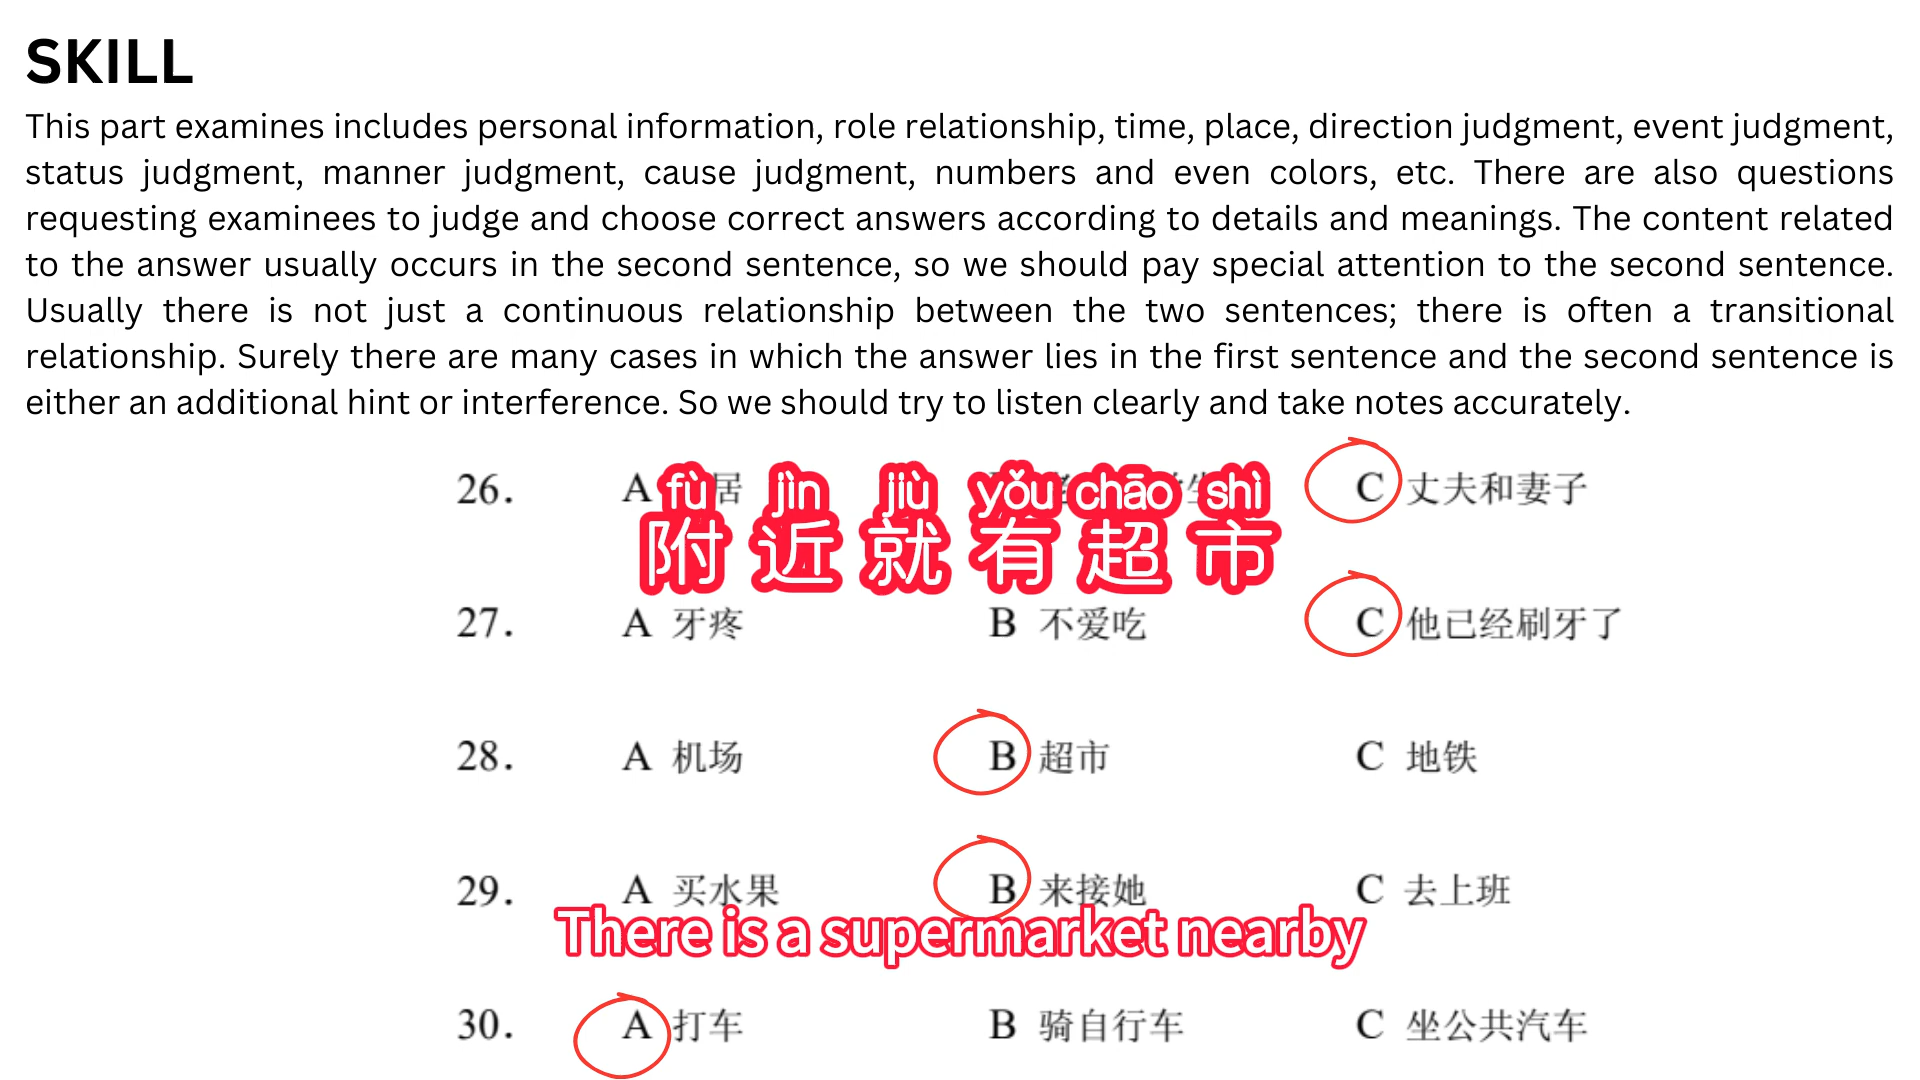 SKILL
This part examines includes personal information, role relationship, time, place, direction judgment, event judgment,
status judgment, manner judgment, cause judgment, numbers and even colors, etc. There are also questions
requesting examinees to judge and choose correct answers according to details and meanings. The content related
to the answer usually occurs in the second sentence, so we should pay special attention to the second sentence.
Usually there is not just a continuous relationship between the two sentences; there is often a transitional
relationship. Surely there are many cases in which the answer lies in the first sentence and the second sentence is
either an additional hint or interference. So we should try to listen clearly and take notes accurately.
26. A 居 C 丈夫和妻子
fù jìn jiù yǒu chāo shì
附近就有超市
27. A 牙疼 B 不爱吃 C 他已经刷牙了
28. A 机场 B 超市 C 地铁
29. A 买水果 B 来接她 C 去上班
There is a supermarket nearby
30. A 打车 B 骑自行车 C 坐公共汽车